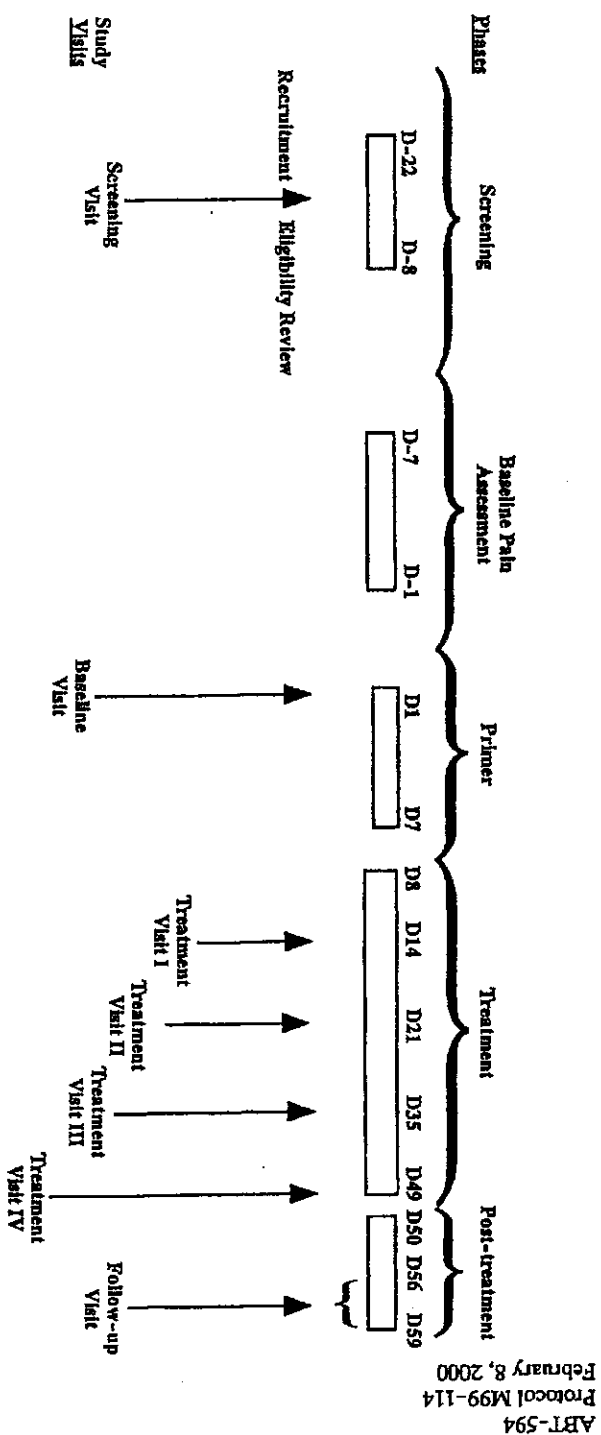 ABT-594
Protocol M99-114
February 8, 2000
Phases
Screening
Baseline Pain
Assessment
Primer
Treatment
Post-treatment
D-22 D-8 D-7 D-1 D1 D7 D8 D14 D21 D35 D49 D50 D56 D59
Recruitment Eligibility Review
Study
Visits
Screening
Visit
Baseline
Visit
Treatment
Visit I
Treatment
Visit II
Treatment
Visit III
Treatment
Visit IV
Follow-up
Visit